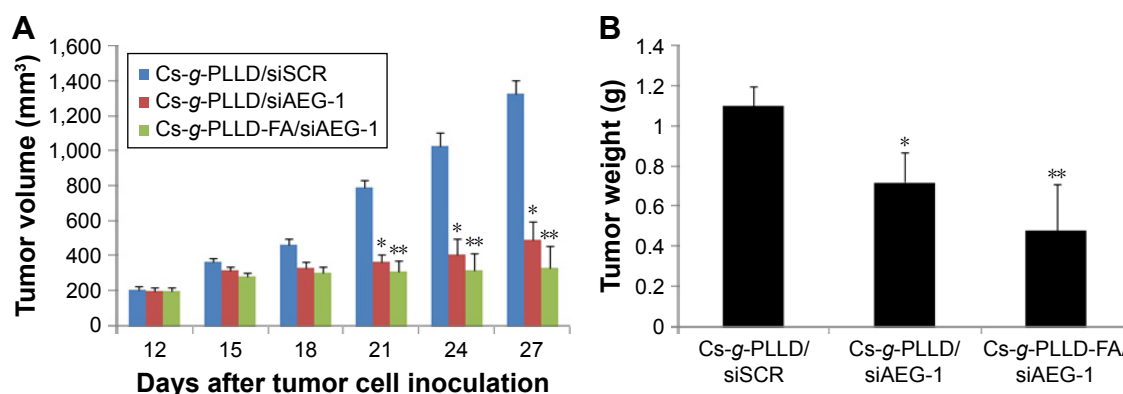 A
Tumor volume (mm³)
1,600
1,400
1,200
1,000
800
600
400
200
0
Cs-g-PLLD/siSCR
Cs-g-PLLD/siAEG-1
Cs-g-PLLD-FA/siAEG-1
* **
* **
* **
12 15 18 21 24 27
Days after tumor cell inoculation
B
Tumor weight (g)
1.4
1.2
1
0.8
0.6
0.4
0.2
0
*
**
Cs-g-PLLD/
siSCR
Cs-g-PLLD/
siAEG-1
Cs-g-PLLD-FA/
siAEG-1